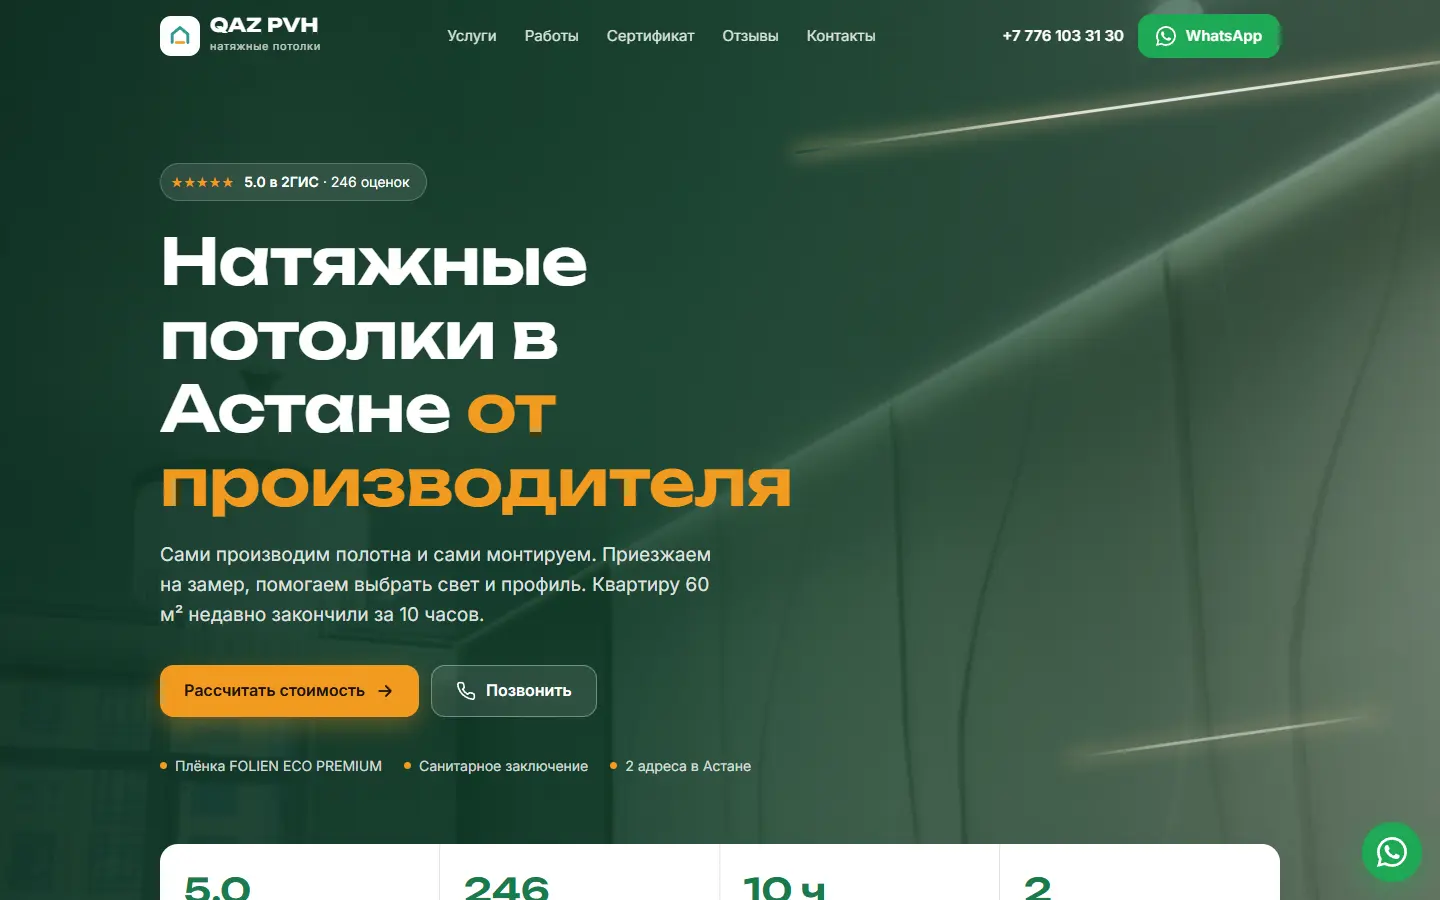 QAZ PVH
натяжные потолки
Услуги
Работы
Сертификат
Отзывы
Контакты
+7 776 103 31 30
WhatsApp
★★★★★ 5.0 в 2ГИС · 246 оценок
Натяжные
потолки в
Астане от
производителя
Сами производим полотна и сами монтируем. Приезжаем
на замер, помогаем выбрать свет и профиль. Квартиру 60
м² недавно закончили за 10 часов.
Рассчитать стоимость →
Позвонить
Плёнка FOLIEN ECO PREMIUM
Санитарное заключение
2 адреса в Астане
5.0
246
10 ч
2